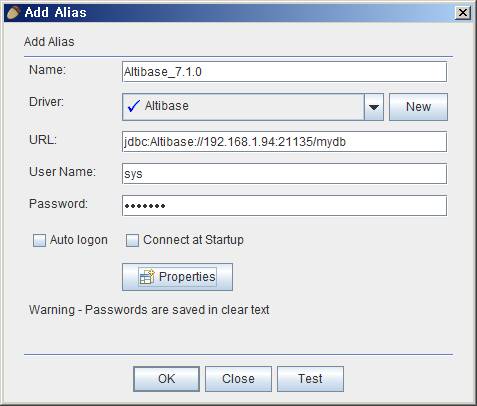 Add Alias
Add Alias
Name:
Altibase_7.1.0
Driver:
Altibase
New
URL:
jdbc:Altibase://192.168.1.94:21135/mydb
User Name:
sys
Password:
•••••••
Auto logon
Connect at Startup
Properties
Warning - Passwords are saved in clear text
OK
Close
Test